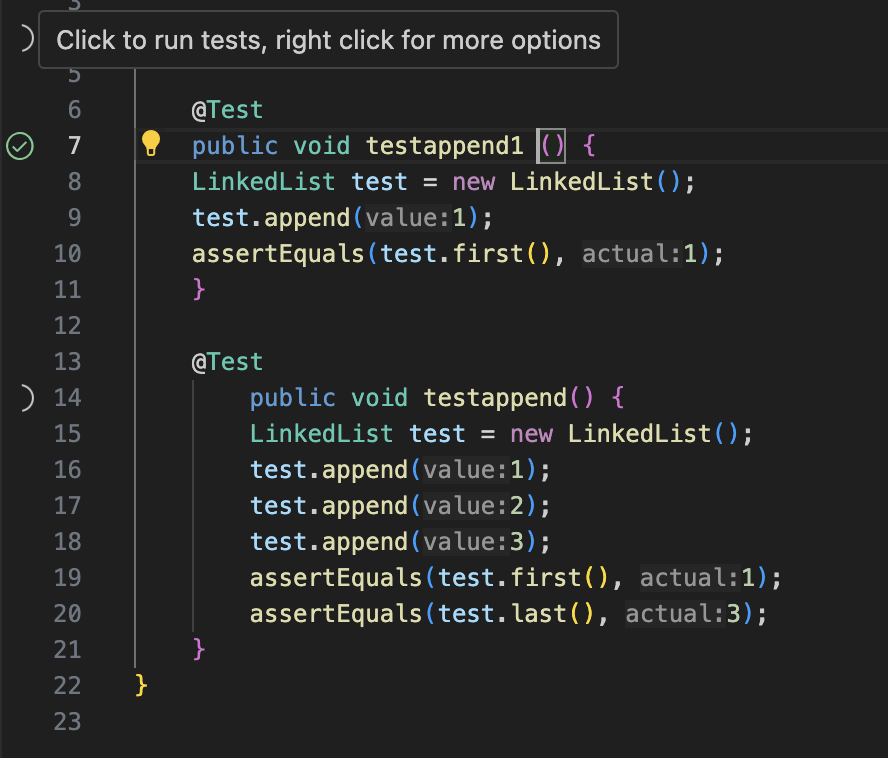 3
Click to run tests, right click for more options
5
6 @Test
7 public void testappend1 () {
8 LinkedList test = new LinkedList();
9 test.append(value:1);
10 assertEquals(test.first(), actual:1);
11 }
12
13 @Test
14 public void testappend() {
15 LinkedList test = new LinkedList();
16 test.append(value:1);
17 test.append(value:2);
18 test.append(value:3);
19 assertEquals(test.first(), actual:1);
20 assertEquals(test.last(), actual:3);
21 }
22 }
23